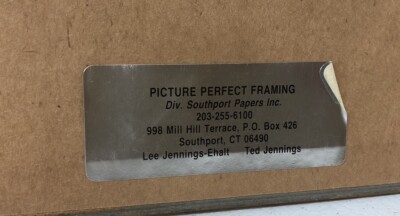 PICTURE PERFECT FRAMING
Div. Southport Papers Inc.
203-255-6100
998 Mill Hill Terrace, P.O. Box 426
Southport, CT 06490
Lee Jennings-Ehalt Ted Jennings